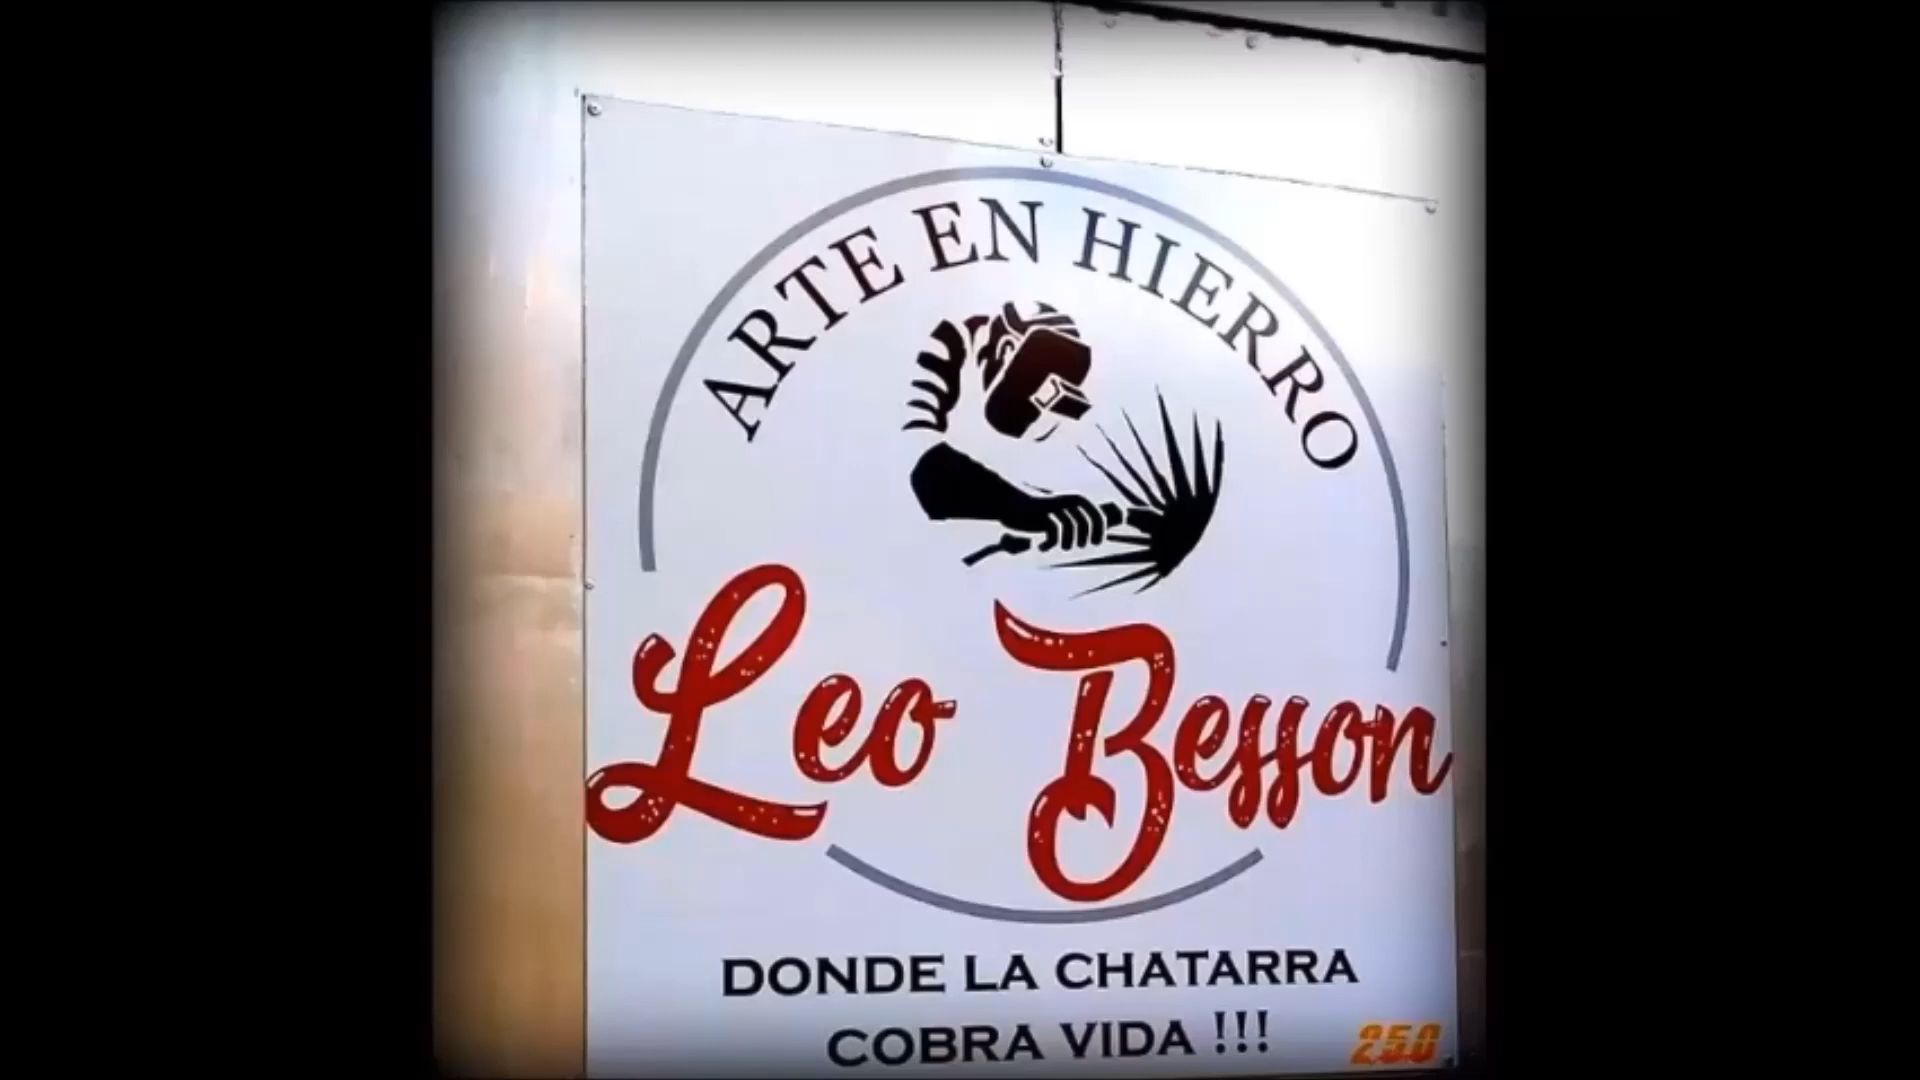 ARTE EN HIERRO
Leo Besson
DONDE LA CHATARRA
COBRA VIDA !!!
250